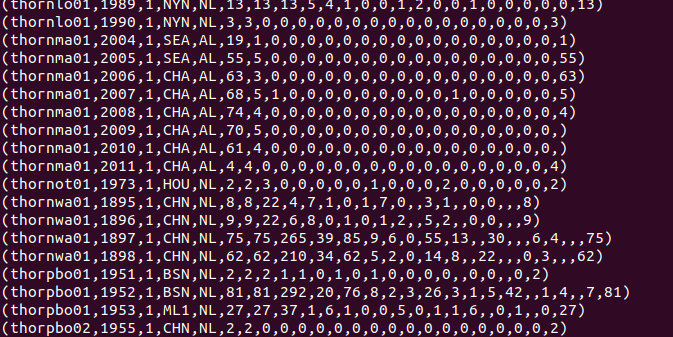 (thornlo01,1989,1,NYN,NL,13,13,13,5,4,1,0,0,1,2,0,0,1,0,0,0,0,0,13)
(thornlo01,1990,1,NYN,NL,3,3,0,0,0,0,0,0,0,0,0,0,0,0,0,0,0,0,3)
(thornma01,2004,1,SEA,AL,19,1,0,0,0,0,0,0,0,0,0,0,0,0,0,0,0,0,1)
(thornma01,2005,1,SEA,AL,55,5,0,0,0,0,0,0,0,0,0,0,0,0,0,0,0,0,55)
(thornma01,2006,1,CHA,AL,63,3,0,0,0,0,0,0,0,0,0,0,0,0,0,0,0,0,63)
(thornma01,2007,1,CHA,AL,68,5,1,0,0,0,0,0,0,0,0,0,1,0,0,0,0,0,5)
(thornma01,2008,1,CHA,AL,74,4,0,0,0,0,0,0,0,0,0,0,0,0,0,0,0,0,4)
(thornma01,2009,1,CHA,AL,70,5,0,0,0,0,0,0,0,0,0,0,0,0,0,0,0,0,)
(thornma01,2010,1,CHA,AL,61,4,0,0,0,0,0,0,0,0,0,0,0,0,0,0,0,0,)
(thornma01,2011,1,CHA,AL,4,4,0,0,0,0,0,0,0,0,0,0,0,0,0,0,0,0,4)
(thornot01,1973,1,HOU,NL,2,2,3,0,0,0,0,0,1,0,0,0,2,0,0,0,0,0,2)
(thornwa01,1895,1,CHN,NL,8,8,22,4,7,1,0,1,7,0,,3,1,,0,0,,,8)
(thornwa01,1896,1,CHN,NL,9,9,22,6,8,0,1,0,1,2,,5,2,,0,0,,,9)
(thornwa01,1897,1,CHN,NL,75,75,265,39,85,9,6,0,55,13,,30,,,6,4,,,75)
(thornwa01,1898,1,CHN,NL,62,62,210,34,62,5,2,0,14,8,,22,,,0,3,,,62)
(thorpbo01,1951,1,BSN,NL,2,2,2,1,1,0,1,0,1,0,0,0,0,,0,0,,0,2)
(thorpbo01,1952,1,BSN,NL,81,81,292,20,76,8,2,3,26,3,1,5,42,,1,4,,7,81)
(thorpbo01,1953,1,ML1,NL,27,27,37,1,6,1,0,0,5,0,1,1,6,,0,1,,0,27)
(thorpbo02,1955,1,CHN,NL,2,2,0,0,0,0,0,0,0,0,0,0,0,0,0,0,0,0,2)